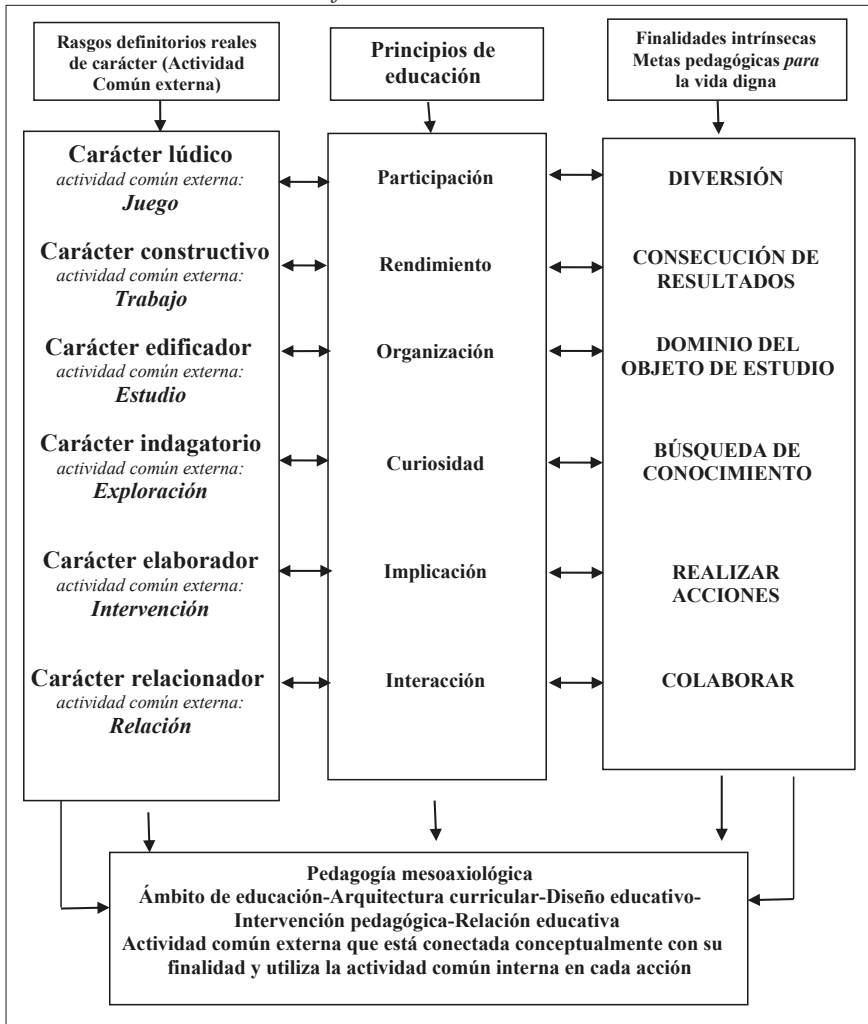 Rasgos definitorios reales
de carácter (Actividad
Común externa)
Principios de
educación
Finalidades intrínsecas
Metas pedagógicas para
la vida digna
Carácter lúdico
actividad común externa:
Juego
Participación
DIVERSIÓN
Carácter constructivo
actividad común externa:
Trabajo
Rendimiento
CONSECUCIÓN DE
RESULTADOS
Carácter edificador
actividad común externa:
Estudio
Organización
DOMINIO DEL
OBJETO DE ESTUDIO
Carácter indagatorio
actividad común externa:
Exploración
Curiosidad
BÚSQUEDA DE
CONOCIMIENTO
Carácter elaborador
actividad común externa:
Intervención
Implicación
REALIZAR
ACCIONES
Carácter relacionador
actividad común externa:
Relación
Interacción
COLABORAR
Pedagogía mesoaxiológica
Ámbito de educación-Arquitectura curricular-Diseño educativo-
Intervención pedagógica-Relación educativa
Actividad común externa que está conectada conceptualmente con su
finalidad y utiliza la actividad común interna en cada acción